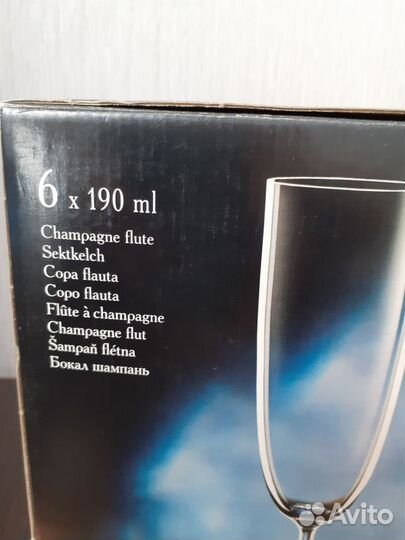 6 x 190 ml
Champagne flute
Sektkelch
Copa flauta
Copo flauta
Flûte à champagne
Champagne flut
Šampaň flétna
Бокал шампань
Avito